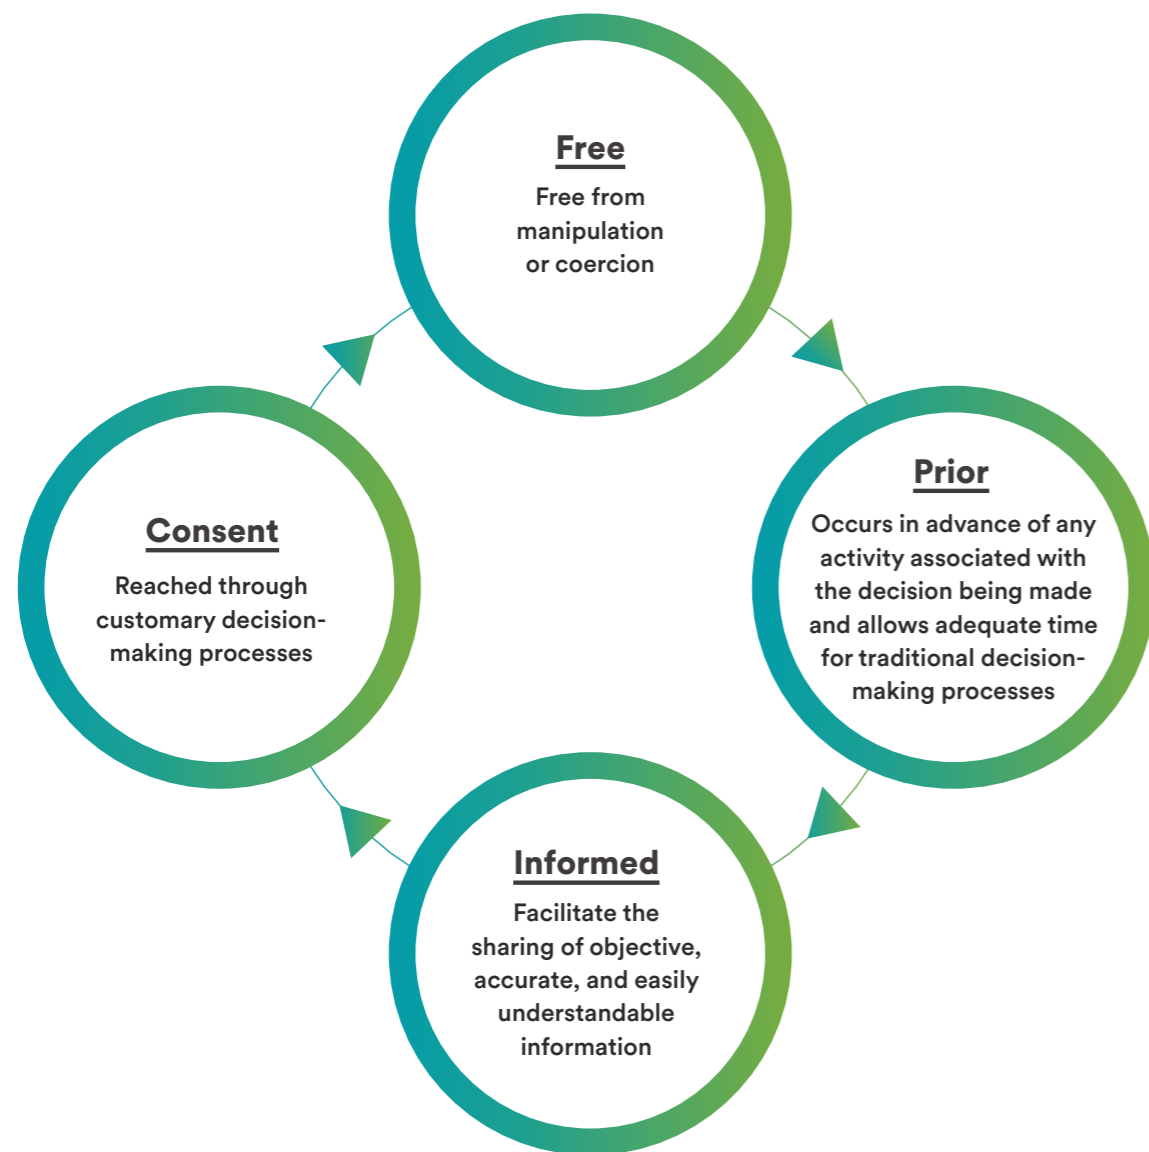 Free
Free from
manipulation
or coercion
Prior
Occurs in advance of any
activity associated with
the decision being made
and allows adequate time
for traditional decision-
making processes
Informed
Facilitate the
sharing of objective,
accurate, and easily
understandable
information
Consent
Reached through
customary decision-
making processes